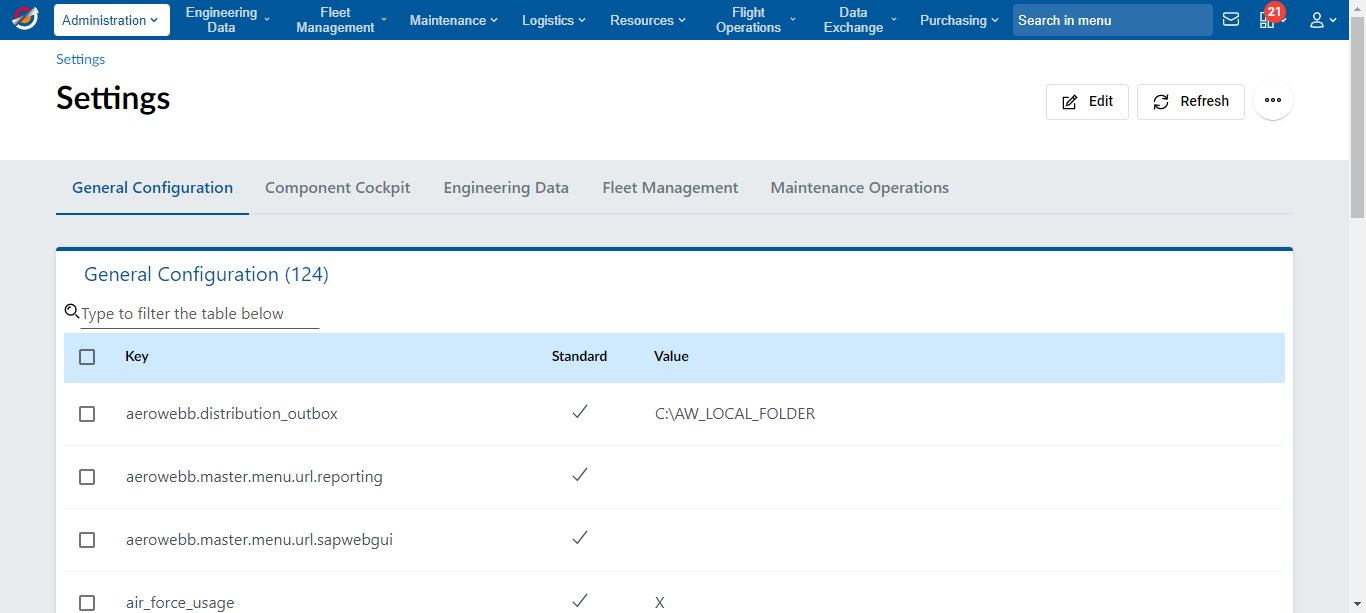 Administration
Engineering
Data
Fleet
Management
Maintenance
Logistics
Resources
Flight
Operations
Data
Exchange
Purchasing
Search in menu
21
Settings
Settings
Edit
Refresh
General Configuration
Component Cockpit
Engineering Data
Fleet Management
Maintenance Operations
General Configuration (124)
Type to filter the table below
Key Standard Value
aerowebb.distribution_outbox C:\AW_LOCAL_FOLDER
aerowebb.master.menu.url.reporting
aerowebb.master.menu.url.sapwebgui
air_force_usage X